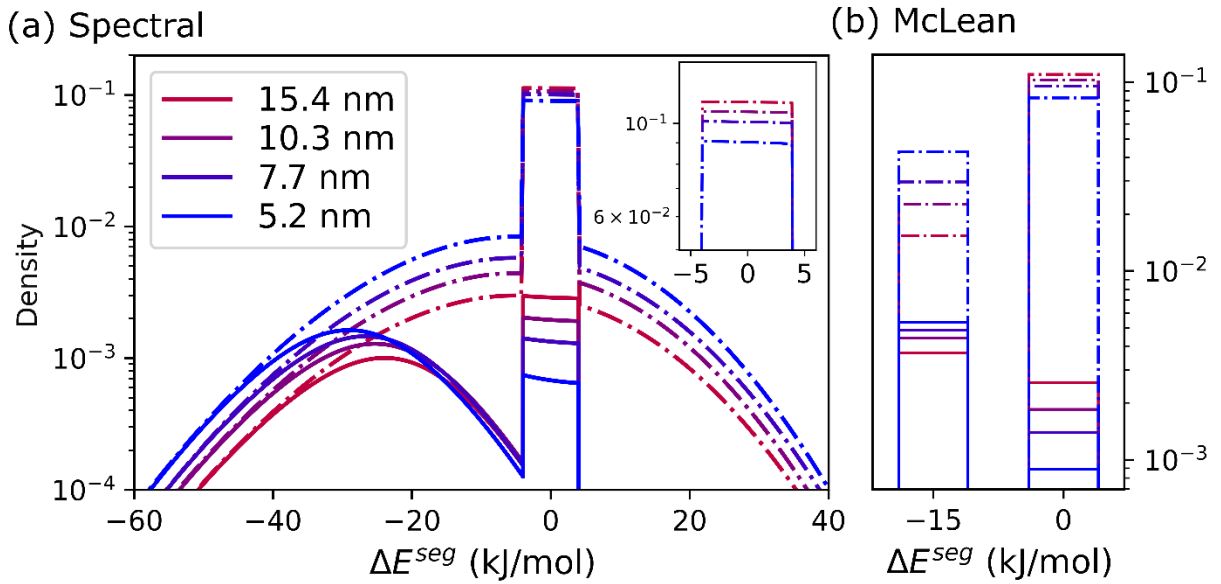 (a) Spectral
(b) McLean
Density
10⁻¹
10⁻²
10⁻³
10⁻⁴
15.4 nm
10.3 nm
7.7 nm
5.2 nm
10⁻¹
6 × 10⁻²
−5 0 5
−60 −40 −20 0 20 40
ΔE^seg (kJ/mol)
10⁻¹
10⁻²
10⁻³
−15 0
ΔE^seg (kJ/mol)